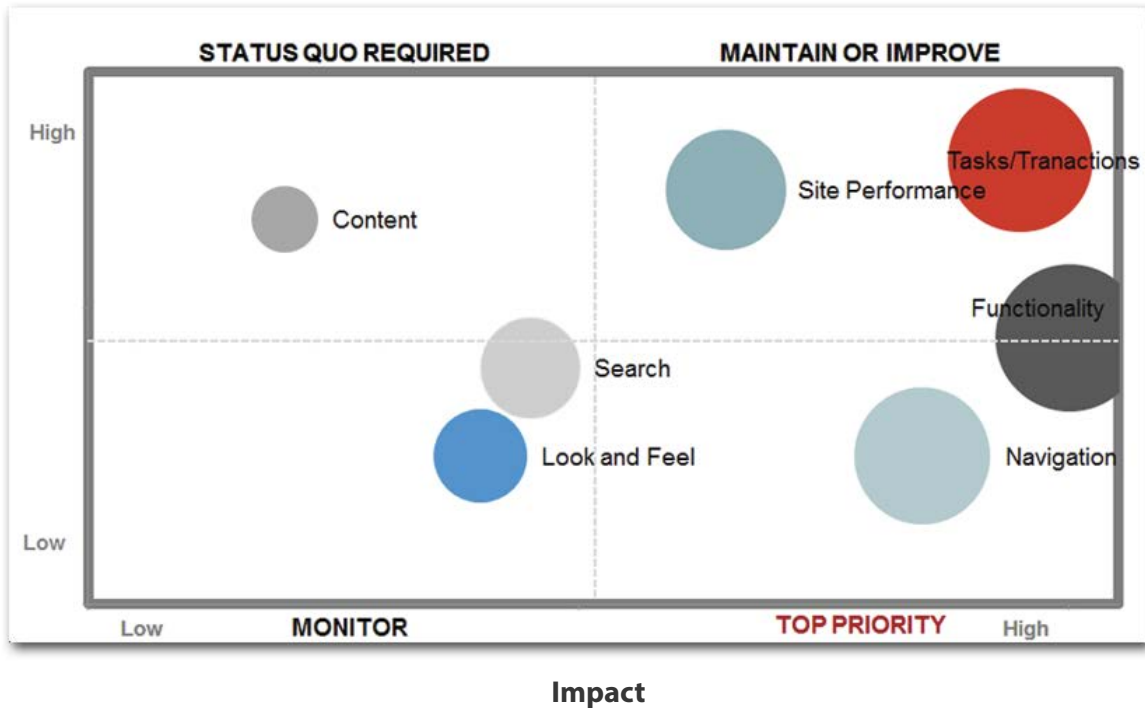 STATUS QUO REQUIRED MAINTAIN OR IMPROVE
High
Tasks/Tranactions
Site Performance
Content
Functionality
Search
Look and Feel
Navigation
Low
Low MONITOR TOP PRIORITY High
Impact